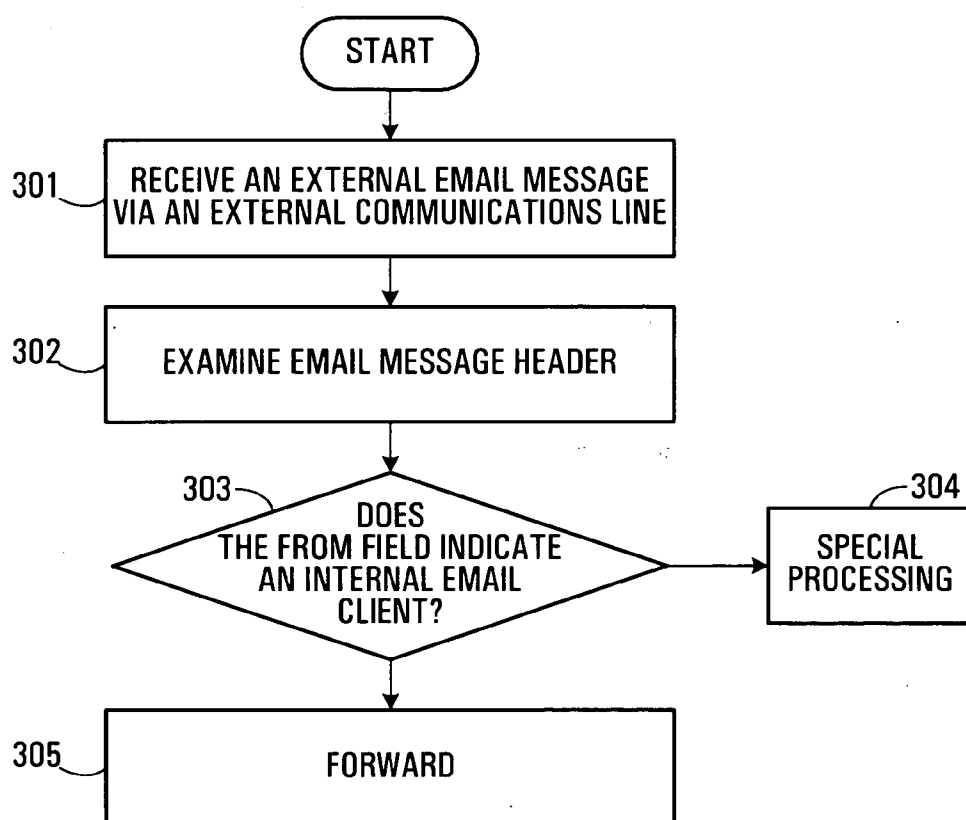 START
301
RECEIVE AN EXTERNAL EMAIL MESSAGE
VIA AN EXTERNAL COMMUNICATIONS LINE
302
EXAMINE EMAIL MESSAGE HEADER
303
DOES
THE FROM FIELD INDICATE
AN INTERNAL EMAIL
CLIENT?
304
SPECIAL
PROCESSING
305
FORWARD